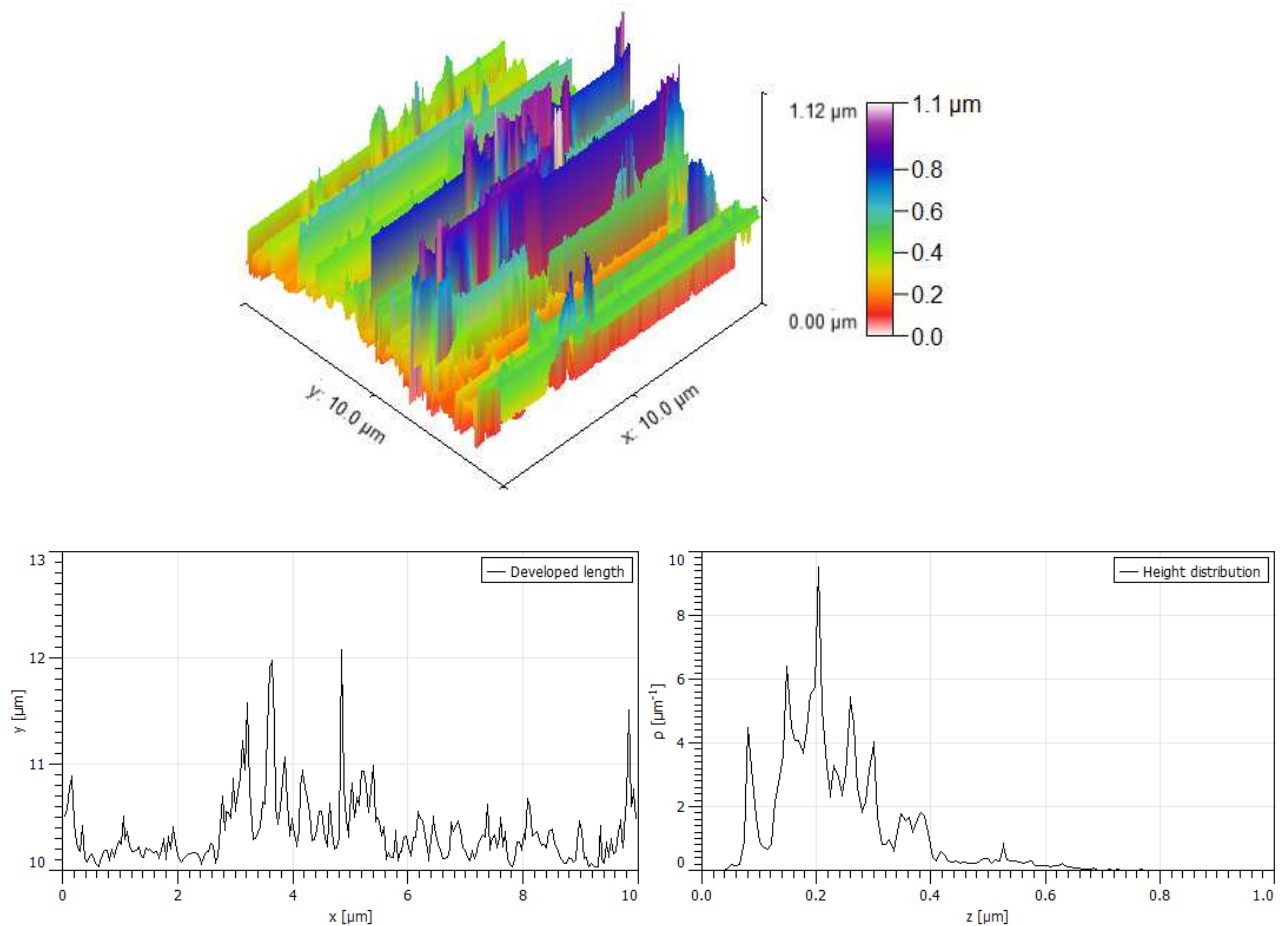 1.12 µm
0.00 µm
1.1 µm
0.8
0.6
0.4
0.2
0.0
y: 10.0 µm
x: 10.0 µm
13
12
11
10
y [µm]
0
2
4
6
8
10
x [µm]
Developed length
10
8
6
4
2
0
ρ [µm⁻¹]
0.0
0.2
0.4
0.6
0.8
1.0
z [µm]
Height distribution